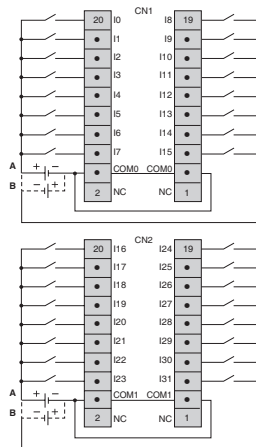 CN1
20 I0 I8 19
I1 I9
I2 I10
I3 I11
I4 I12
I5 I13
I6 I14
I7 I15
A + − COM0 COM0
B − + 2 NC NC 1
CN2
20 I16 I24 19
I17 I25
I18 I26
I19 I27
I20 I28
I21 I29
I22 I30
I23 I31
A + − COM1 COM1
B − + 2 NC NC 1